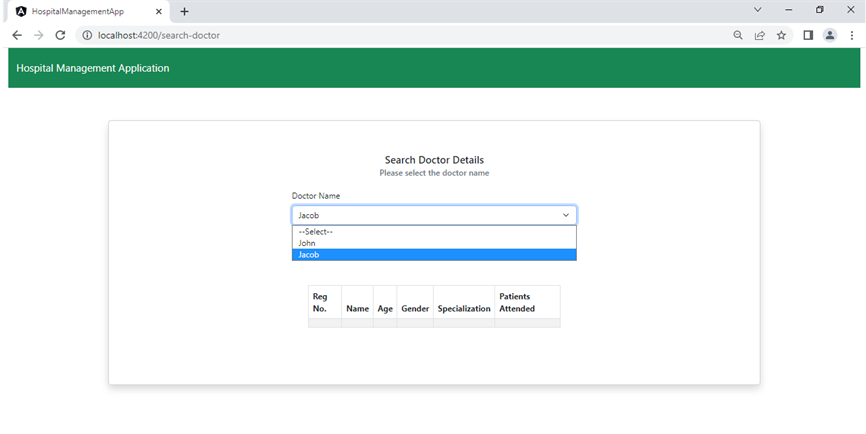 HospitalManagementApp
localhost:4200/search-doctor
Hospital Management Application
Search Doctor Details
Please select the doctor name
Doctor Name
Jacob
--Select--
John
Jacob
Reg No. Name Age Gender Specialization Patients Attended